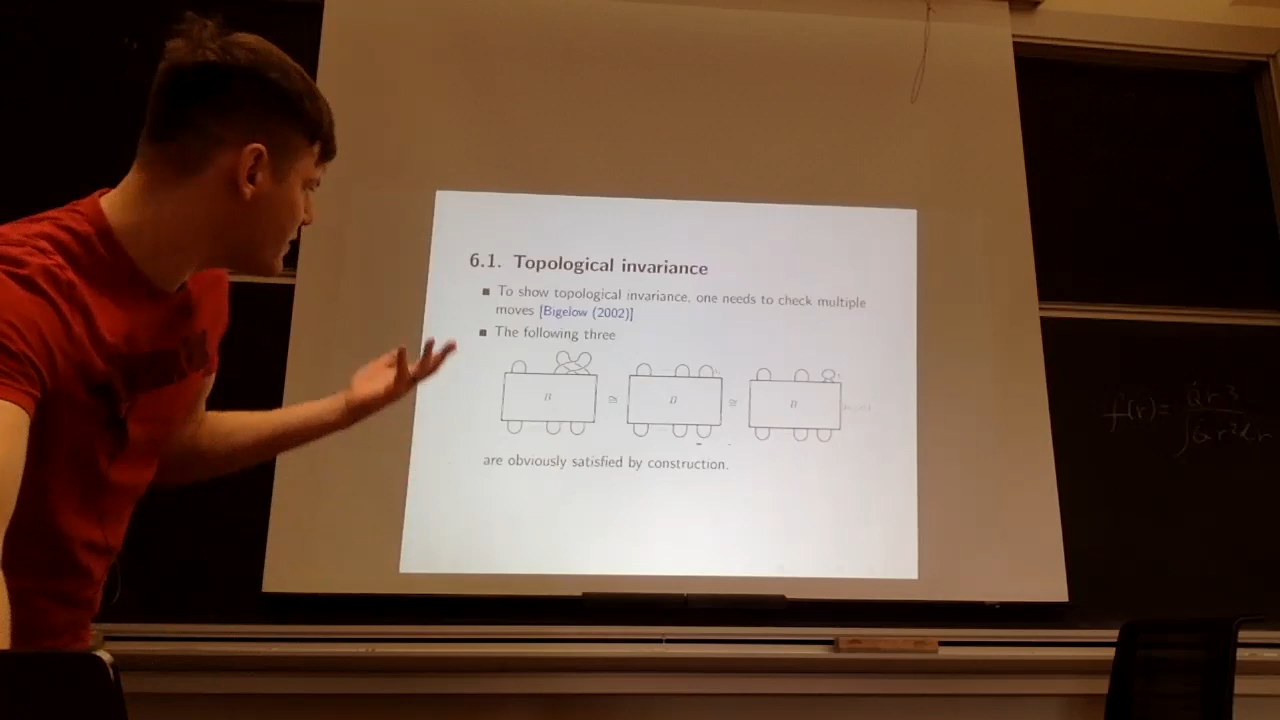 6.1. Topological invariance
■ To show topological invariance, one needs to check multiple
moves [Bigelow (2002)]
■ The following three
B ≅ B ≅ B
are obviously satisfied by construction.
f(r)=